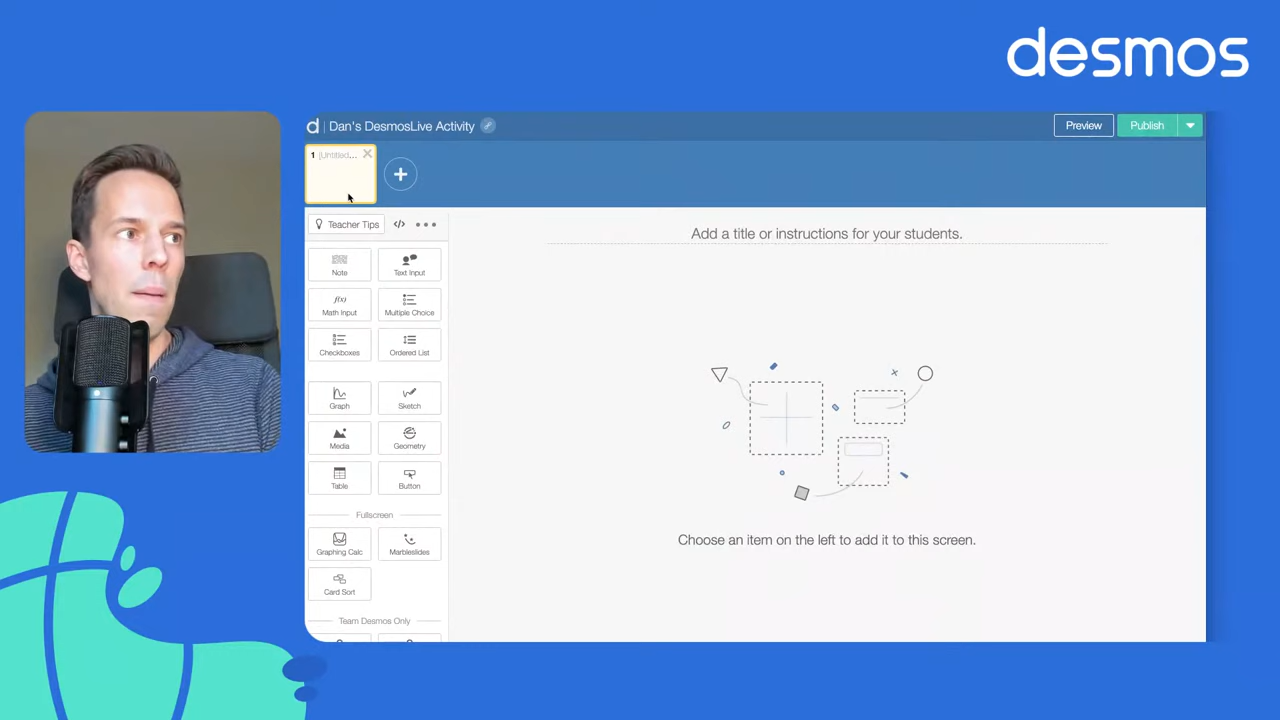 desmos
d | Dan's DesmosLive Activity
Preview
Publish
1 [Untitled...
Teacher Tips
Add a title or instructions for your students.
Note
Text Input
f(x)
Math Input
Multiple Choice
Checkboxes
Ordered List
Graph
Sketch
Media
Geometry
Table
Button
Fullscreen
Graphing Calc
Marbleslides
Card Sort
Team Desmos Only
Choose an item on the left to add it to this screen.